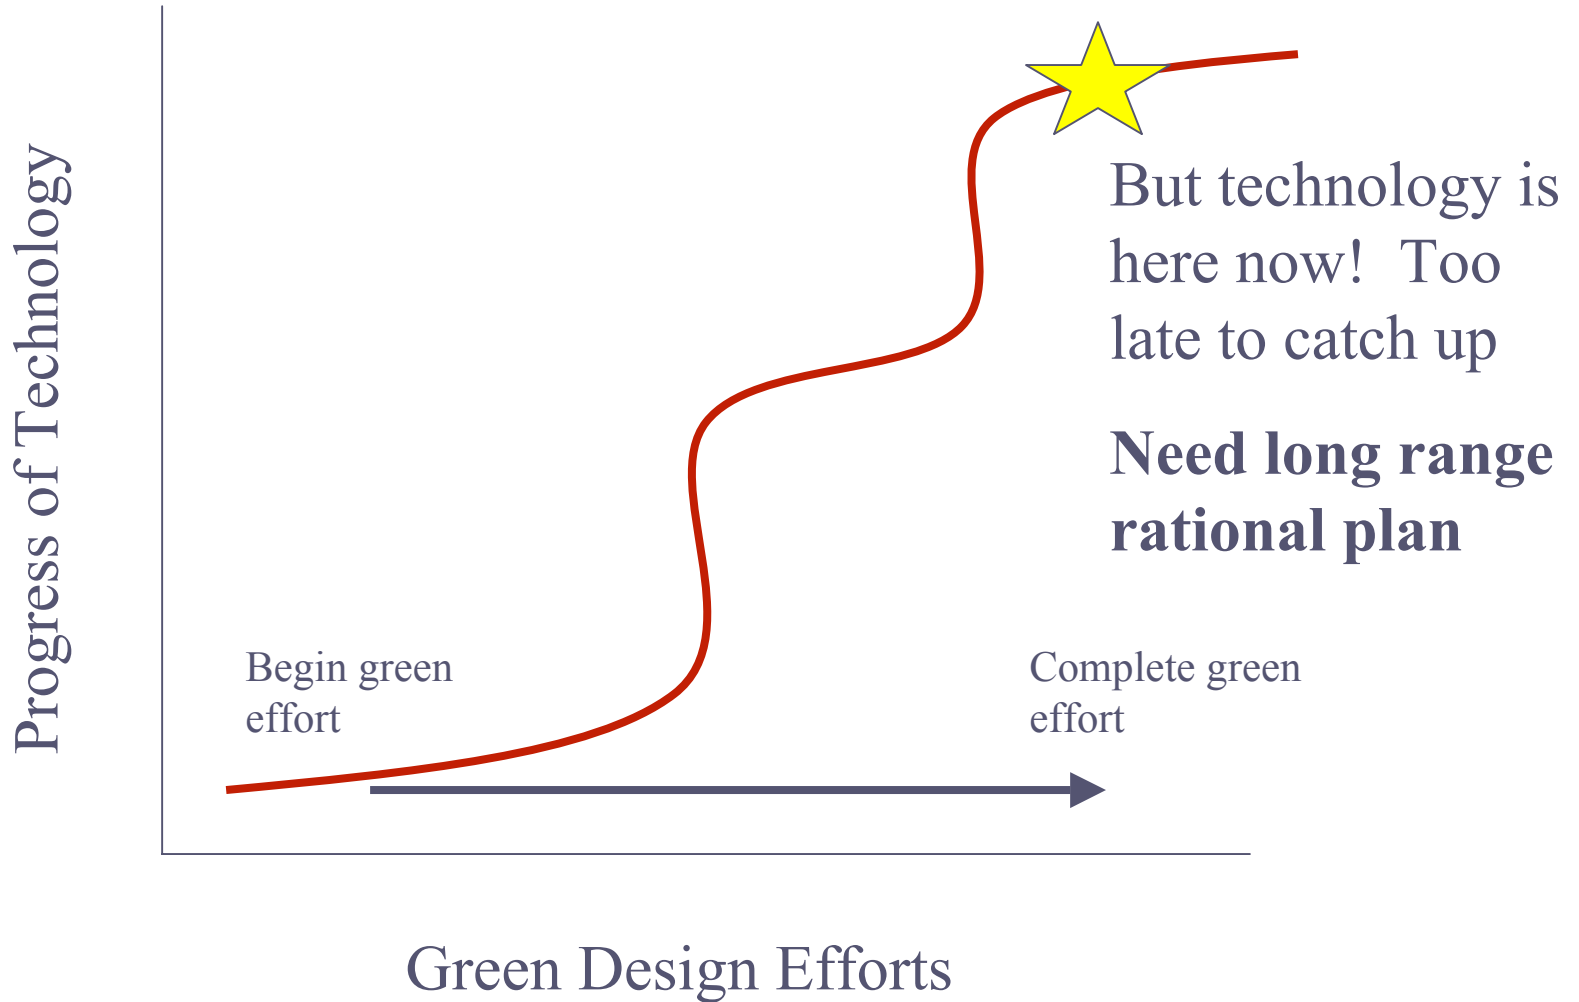 Progress of Technology
But technology is
here now!  Too
late to catch up
Need long range
rational plan
Begin green
effort
Complete green
effort
Green Design Efforts